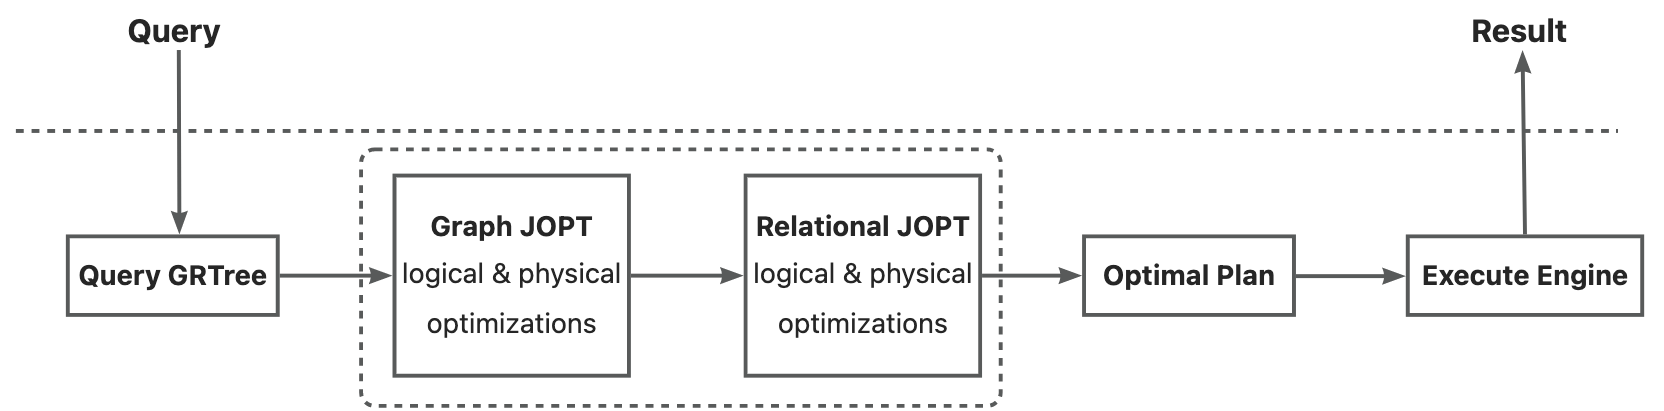 Query
Result
Query GRTree
Graph JOPT
logical & physical
optimizations
Relational JOPT
logical & physical
optimizations
Optimal Plan
Execute Engine